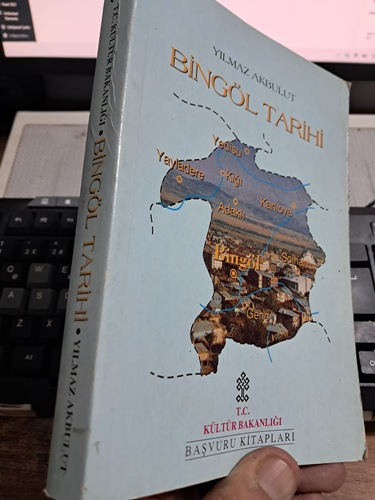 YILMAZ AKBULUT
BİNGÖL TARİHİ
Yedisu
Yayladere
Kiğı
Karlıova
Adaklı
Bingöl
Solhan
Genç
T.C.
KÜLTÜR BAKANLIĞI
BAŞVURU KİTAPLARI
T.C. KÜLTÜR BAKANLIĞI • BİNGÖL TARİHİ • YILMAZ AKBULUT